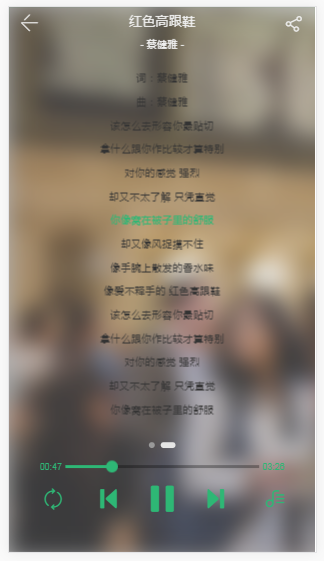 红色高跟鞋
- 蔡健雅 -
词：蔡健雅
曲：蔡健雅
该怎么去形容你最贴切
拿什么跟你作比较才算特别
对你的感觉 强烈
却又不太了解 只凭直觉
你像窝在被子里的舒服
却又像风捉摸不住
像手腕上散发的香水味
像爱不释手的 红色高跟鞋
该怎么去形容你最贴切
拿什么跟你作比较才算特别
对你的感觉 强烈
却又不太了解 只凭直觉
你像窝在被子里的舒服
00:47